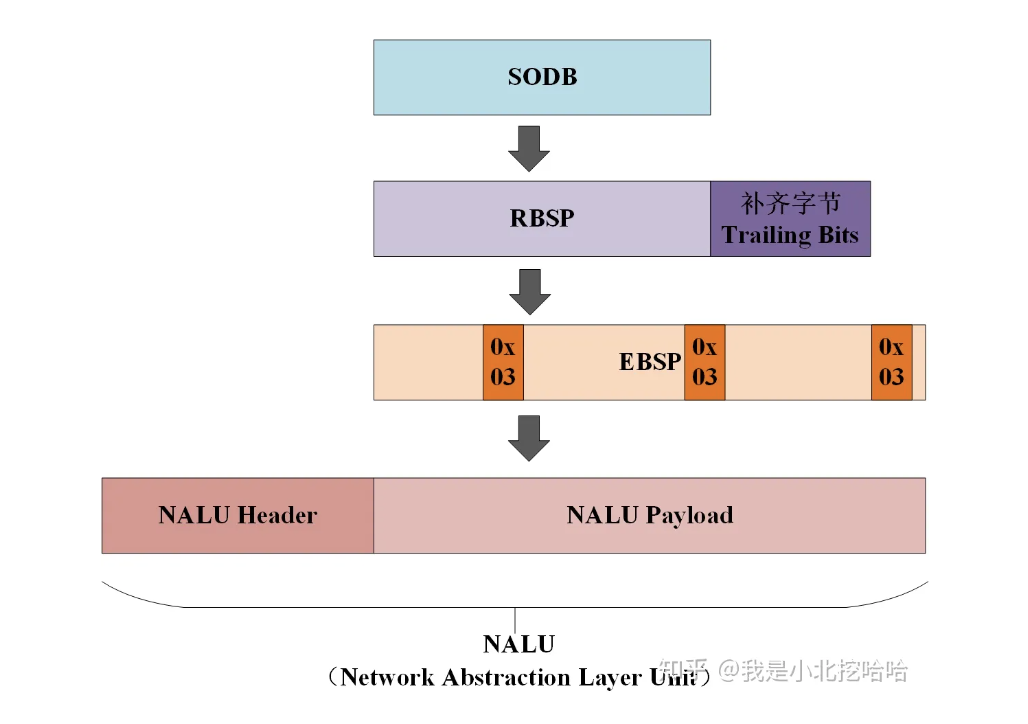 SODB
RBSP
补齐字节
Trailing Bits
0x
03
EBSP
0x
03
0x
03
NALU Header
NALU Payload
NALU
（Network Abstraction Layer Unit）
知乎 @我是小北挖哈哈